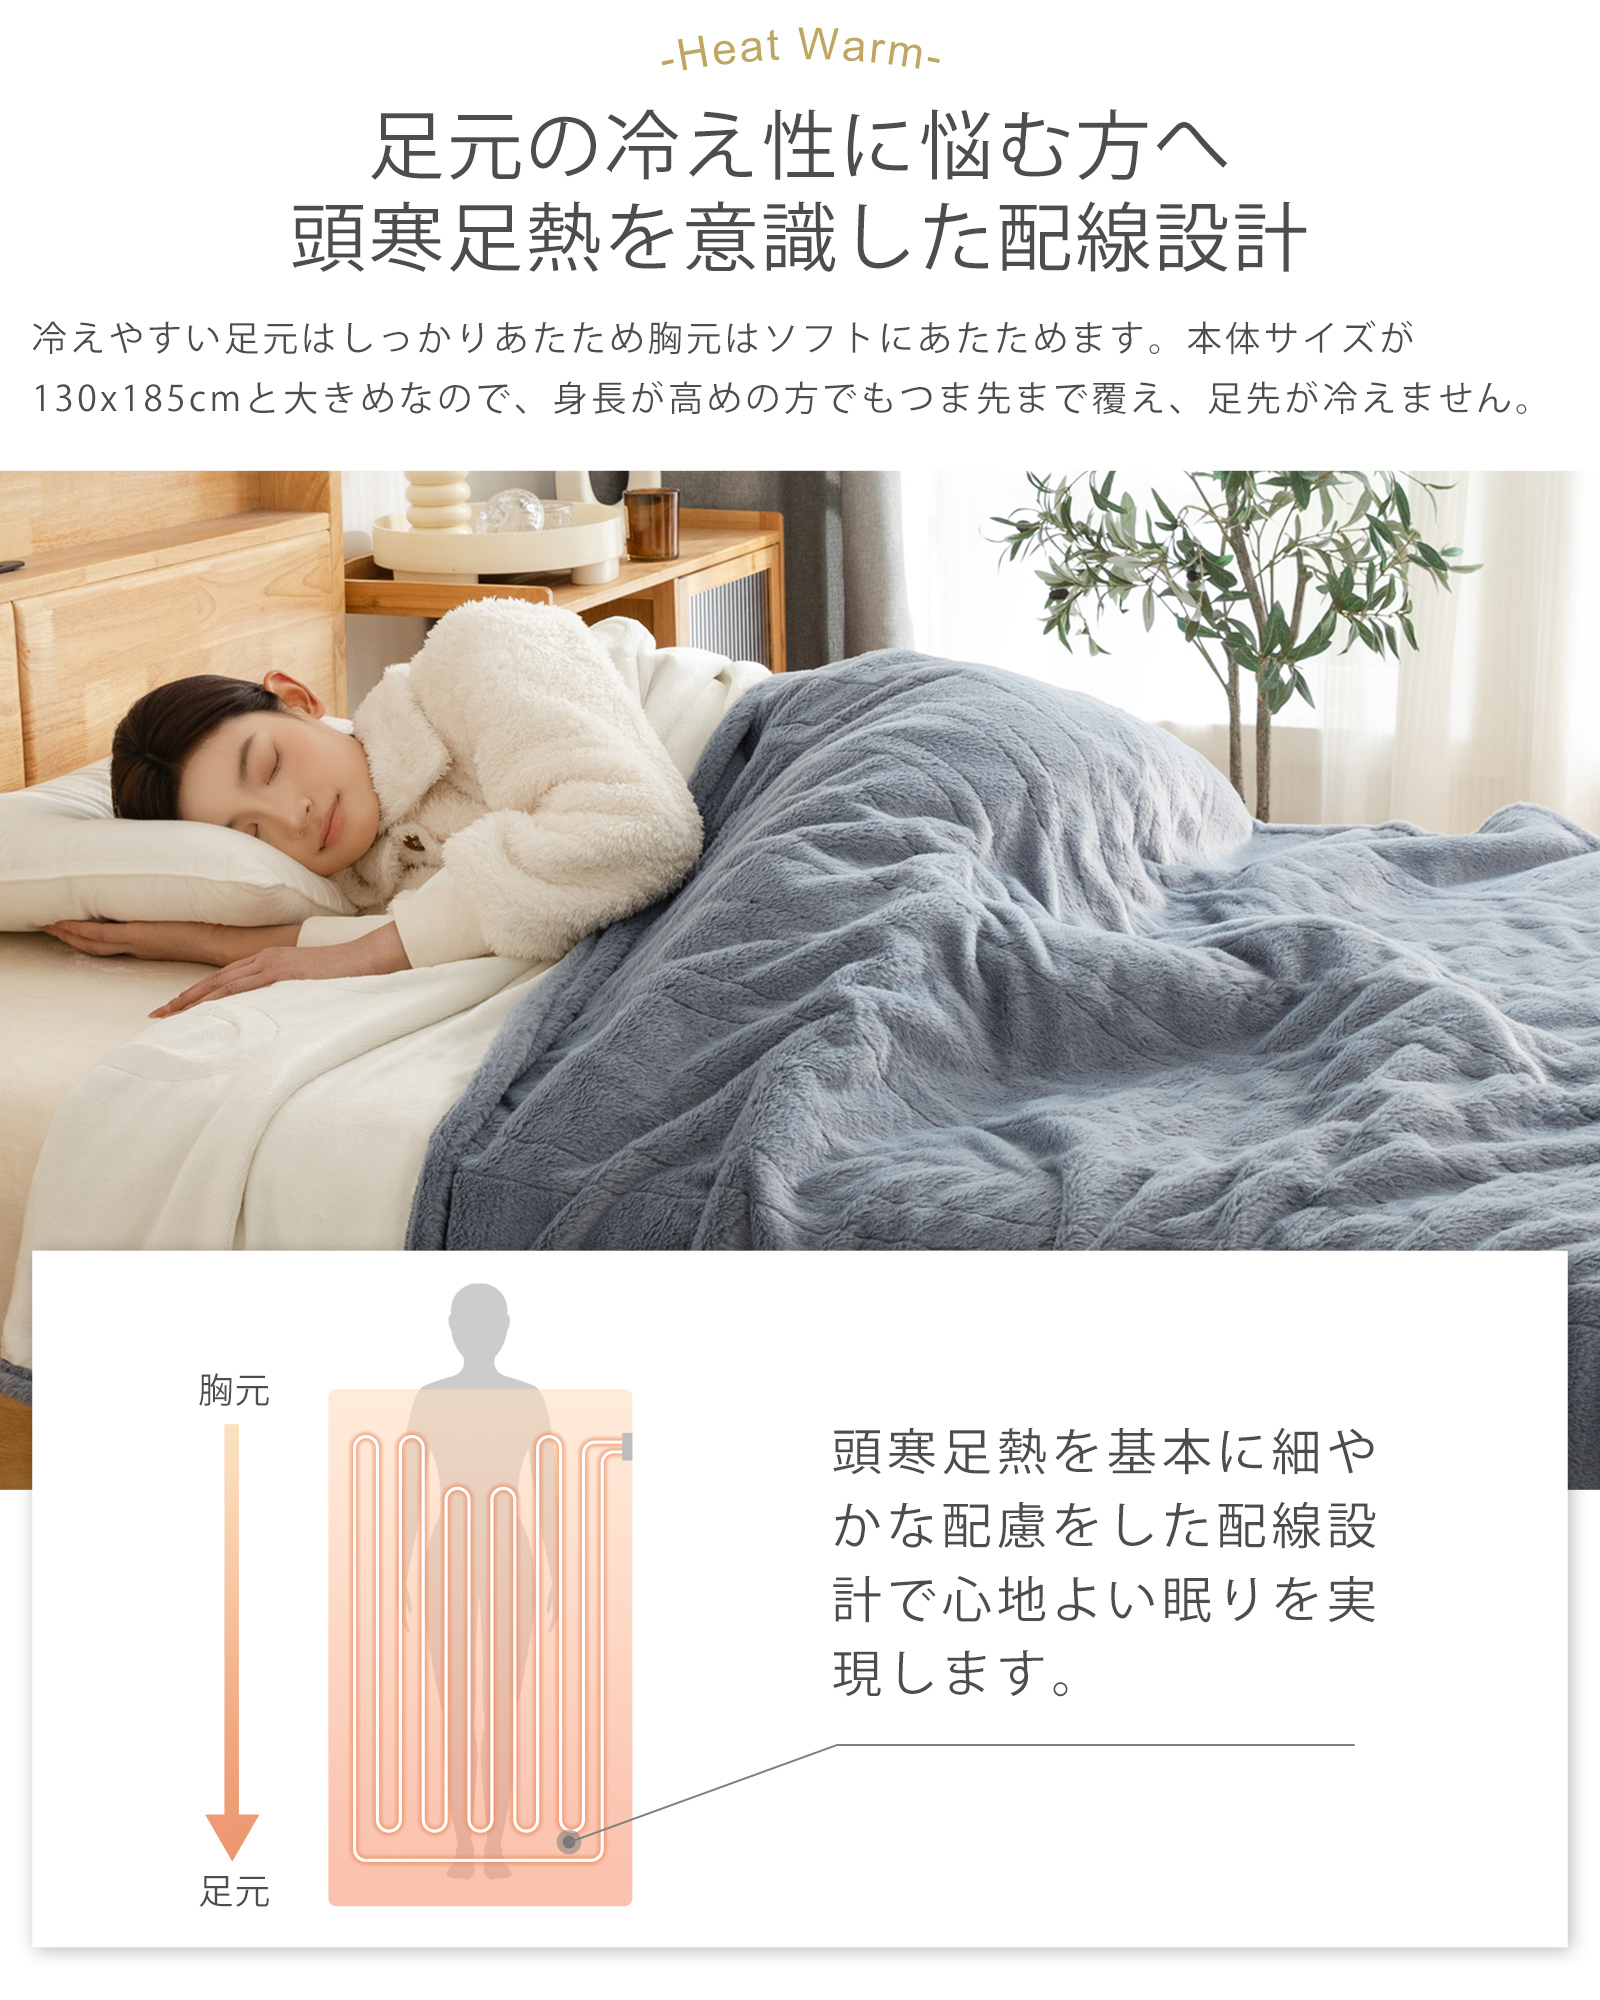 -Heat Warm-
足元の冷え性に悩む方へ
頭寒足熱を意識した配線設計
冷えやすい足元はしっかりあたため胸元はソフトにあたためます。本体サイズが
130x185cmと大きめなので、身長が高めの方でもつま先まで覆え、足先が冷えません。
胸元
足元
頭寒足熱を基本に細や
かな配慮をした配線設
計で心地よい眠りを実
現します。